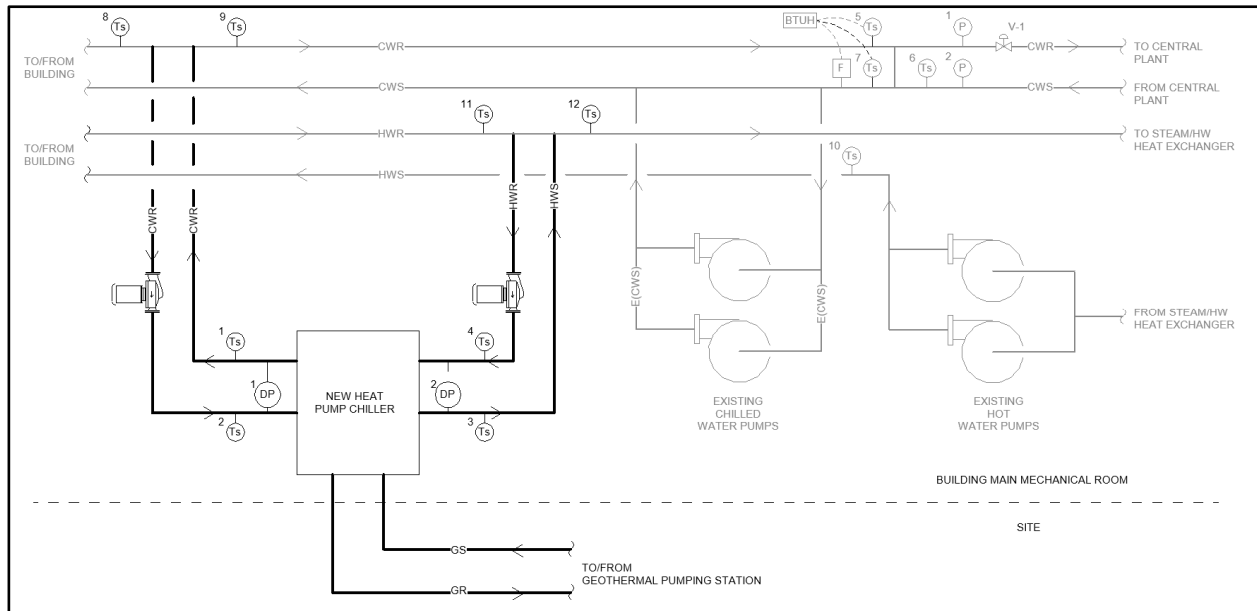 8
Ts
9
Ts
BTUH
5
Ts
1
P
V-1
CWR
CWR
TO CENTRAL
PLANT
TO/FROM
BUILDING
F
7
Ts
6
Ts
2
P
CWS
CWS
FROM CENTRAL
PLANT
11
Ts
12
Ts
HWR
TO STEAM/HW
HEAT EXCHANGER
TO/FROM
BUILDING
10
Ts
HWS
CWR
CWR
HWR
HWS
E(CWS)
E(CWS)
FROM STEAM/HW
HEAT EXCHANGER
1
Ts
4
Ts
1
DP
NEW HEAT
PUMP CHILLER
2
DP
2
Ts
3
Ts
EXISTING
CHILLED
WATER PUMPS
EXISTING
HOT
WATER PUMPS
BUILDING MAIN MECHANICAL ROOM
SITE
GS
TO/FROM
GEOTHERMAL PUMPING STATION
GR